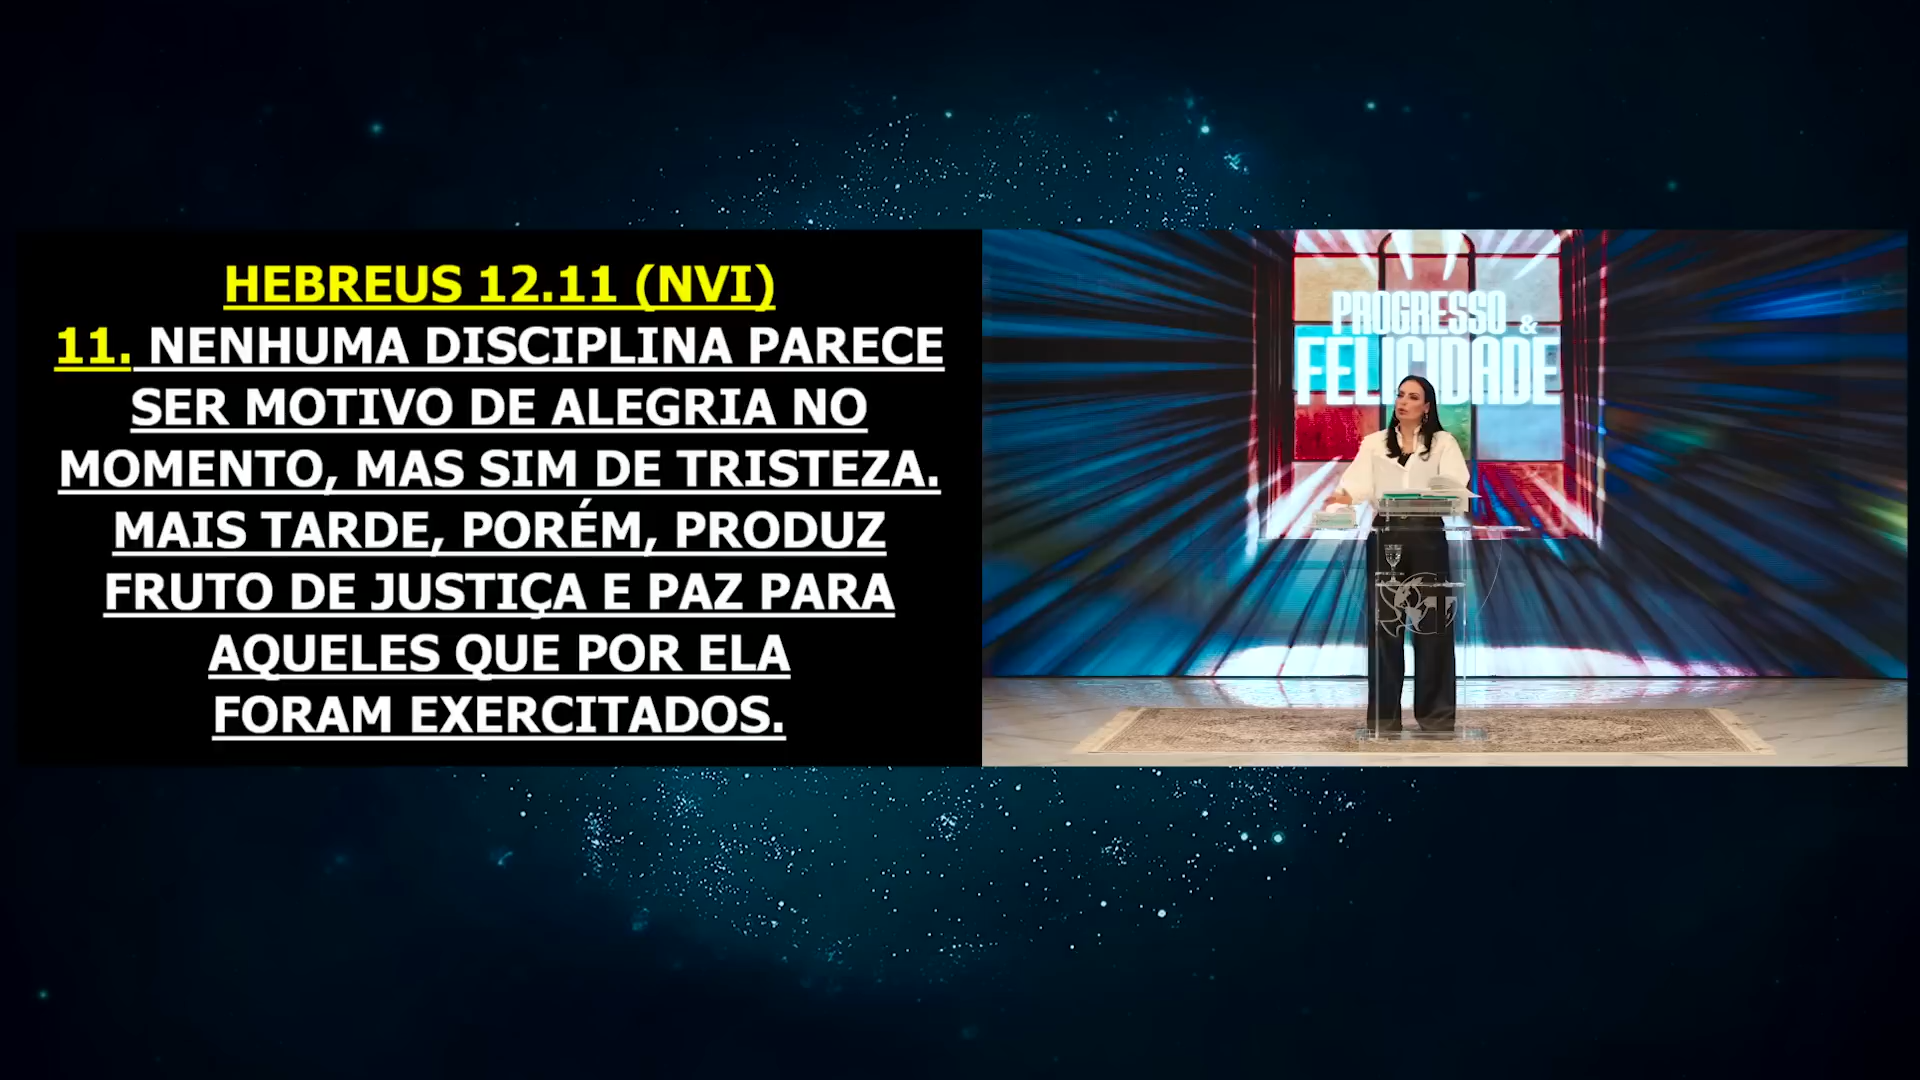 HEBREUS 12.11 (NVI)
11. NENHUMA DISCIPLINA PARECE
SER MOTIVO DE ALEGRIA NO
MOMENTO, MAS SIM DE TRISTEZA.
MAIS TARDE, PORÉM, PRODUZ
FRUTO DE JUSTIÇA E PAZ PARA
AQUELES QUE POR ELA
FORAM EXERCITADOS.
PROGRESSO &
FELICIDADE